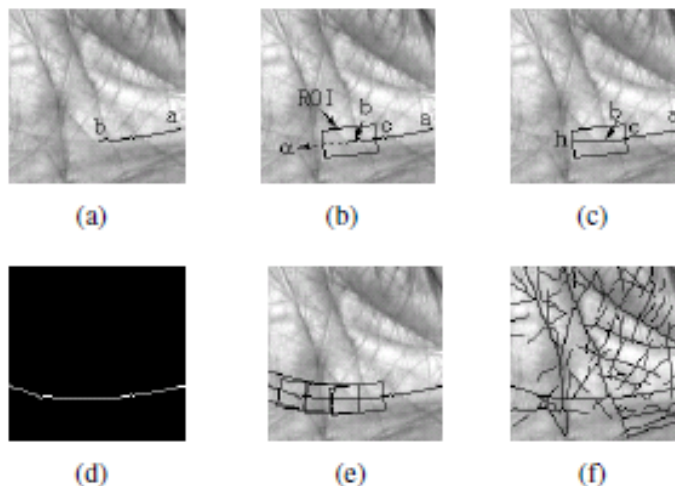 b a
ROI b c a
α
h b c a
(a) (b) (c)
(d) (e) (f)